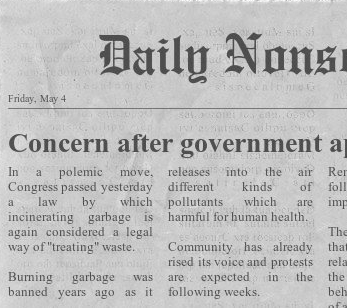 Daily Nonse
Friday, May 4
Concern after government ap
In a polemic move,
Congress passed yesterday
a law by which
incinerating garbage is
again considered a legal
way of "treating" waste.
Burning garbage was
banned years ago as it
releases into the air
different kinds of
pollutants which are
harmful for human health.
Community has already
rised its voice and protests
are expected in the
following weeks.
Ren
foll
imp
The
that
rela
the
beh
of a